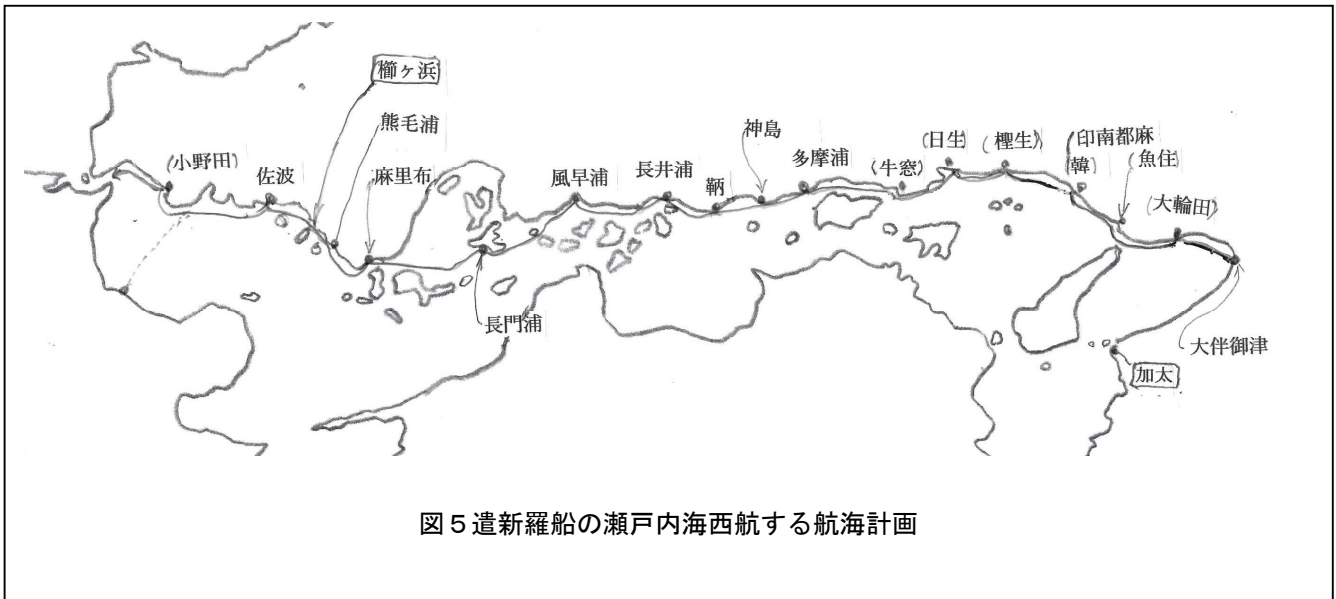 櫛ヶ浜
熊毛浦
(小野田)
佐波
麻里布
風早浦
長井浦
鞆
神島
多摩浦
(牛窓)
(日生)
(樫生)
印南都麻
(韓)
(魚住)
(大輪田)
長門浦
大伴御津
加太
図5遣新羅船の瀬戸内海西航する航海計画